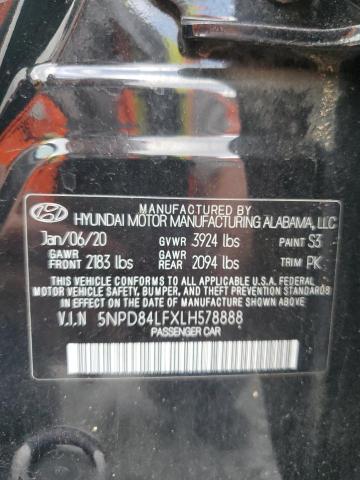 MANUFACTURED BY
HYUNDAI MOTOR MANUFACTURING ALABAMA, LLC
Jan/06/20 GVWR 3924 lbs PAINT S3
GAWR FRONT 2183 lbs GAWR REAR 2094 lbs TRIM PK
THIS VEHICLE CONFORMS TO ALL APPLICABLE U.S.A. FEDERAL
MOTOR VEHICLE SAFETY, BUMPER, AND THEFT PREVENTION STANDARDS
IN EFFECT ON THE DATE OF MANUFACTURE SHOWN ABOVE.
V.I.N 5NPD84LFXLH578888
PASSENGER CAR